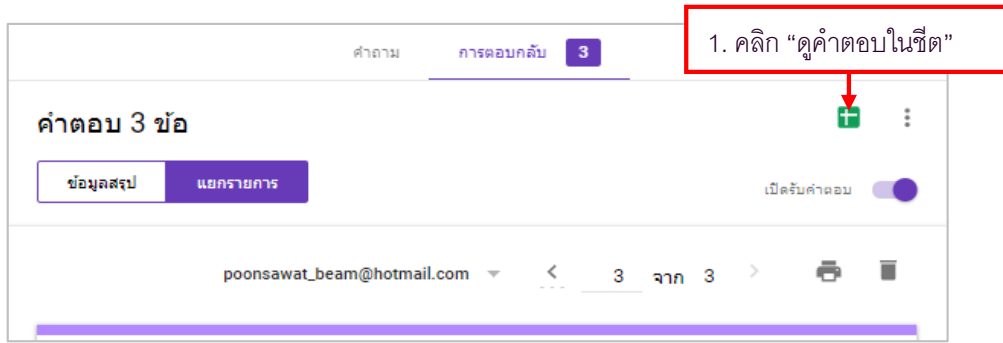 1. คลิก “ดูคำตอบในชีต”
คำถาม การตอบกลับ 3
คำตอบ 3 ข้อ
ข้อมูลสรุป แยกรายการ
เปิดรับคำตอบ
poonsawat_beam@hotmail.com 3 จาก 3